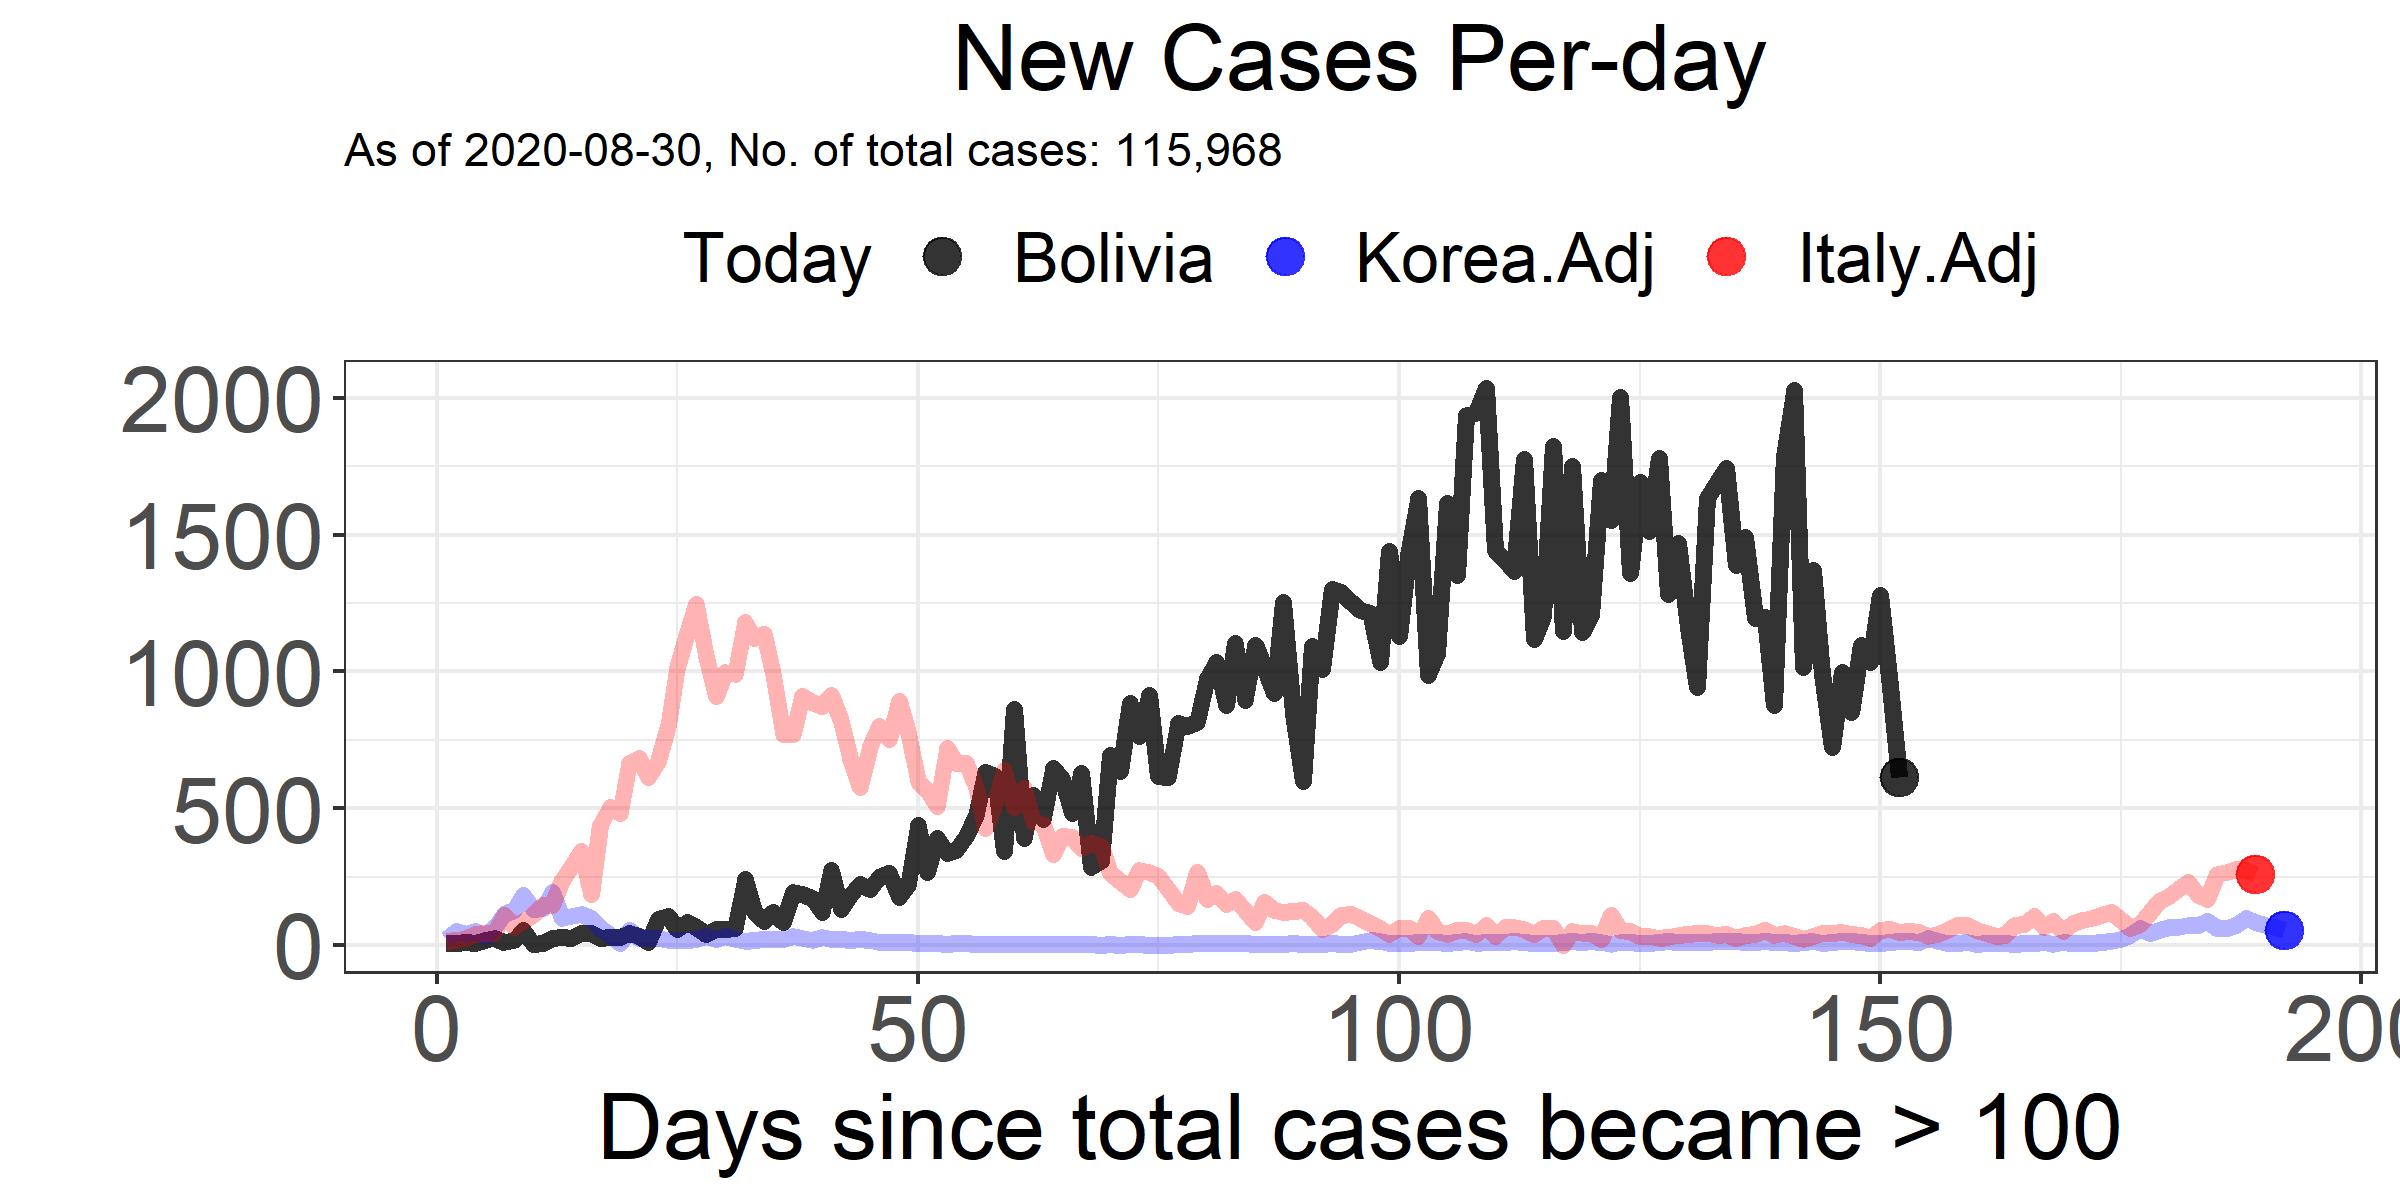 New Cases Per-day
As of 2020-08-30, No. of total cases: 115,968
Today Bolivia Korea.Adj Italy.Adj
2000
1500
1000
500
0
0 50 100 150 200
Days since total cases became > 100